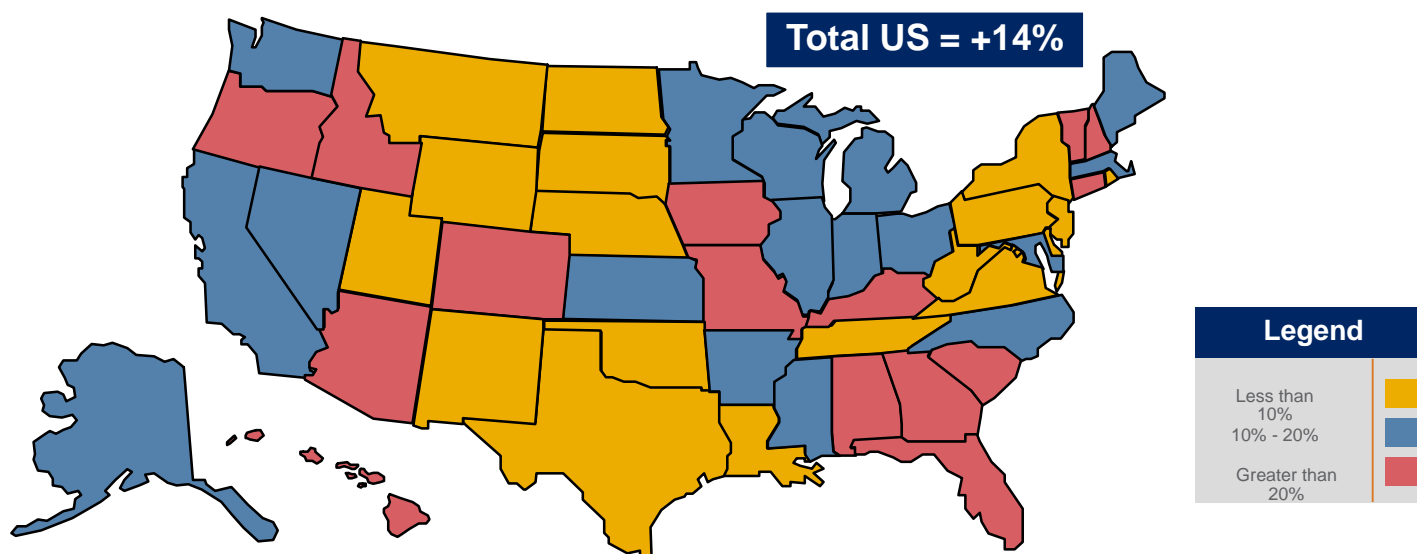 Total US = +14%
Legend
Less than
10%
10% - 20%
Greater than
20%